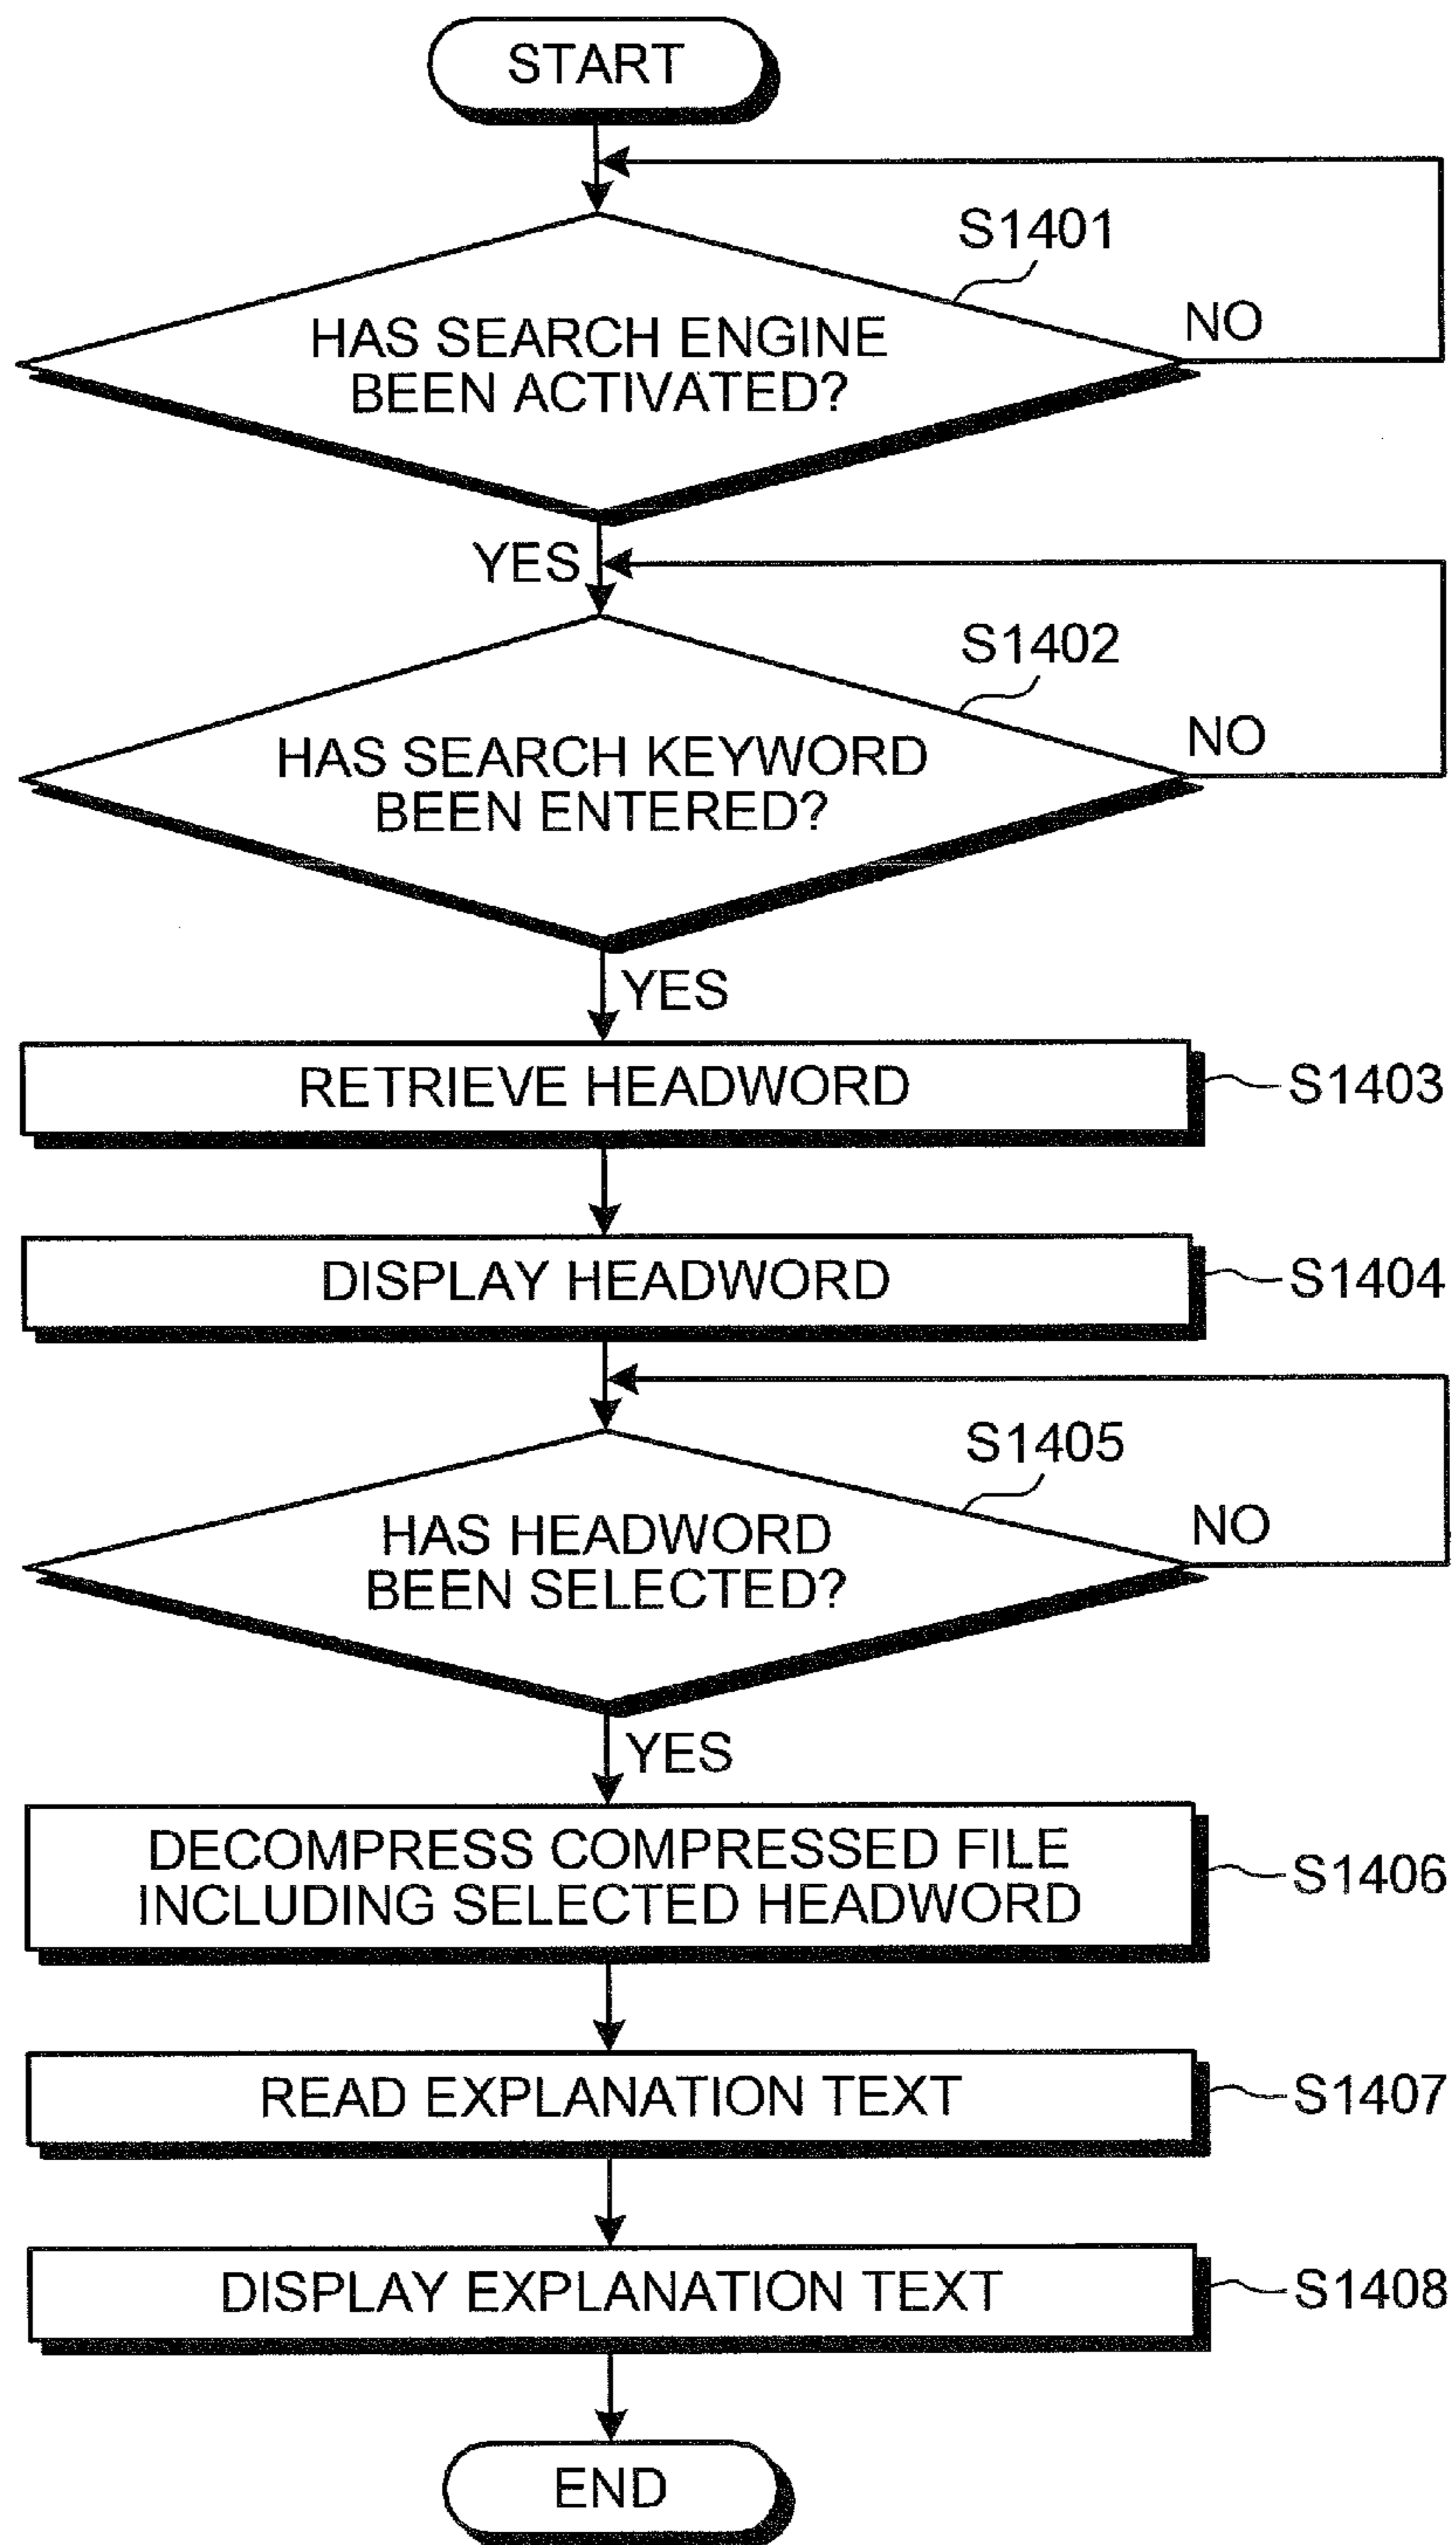 START
S1401
HAS SEARCH ENGINE
BEEN ACTIVATED?
NO
YES
S1402
HAS SEARCH KEYWORD
BEEN ENTERED?
NO
YES
RETRIEVE HEADWORD
S1403
DISPLAY HEADWORD
S1404
S1405
HAS HEADWORD
BEEN SELECTED?
NO
YES
DECOMPRESS COMPRESSED FILE
INCLUDING SELECTED HEADWORD
S1406
READ EXPLANATION TEXT
S1407
DISPLAY EXPLANATION TEXT
S1408
END